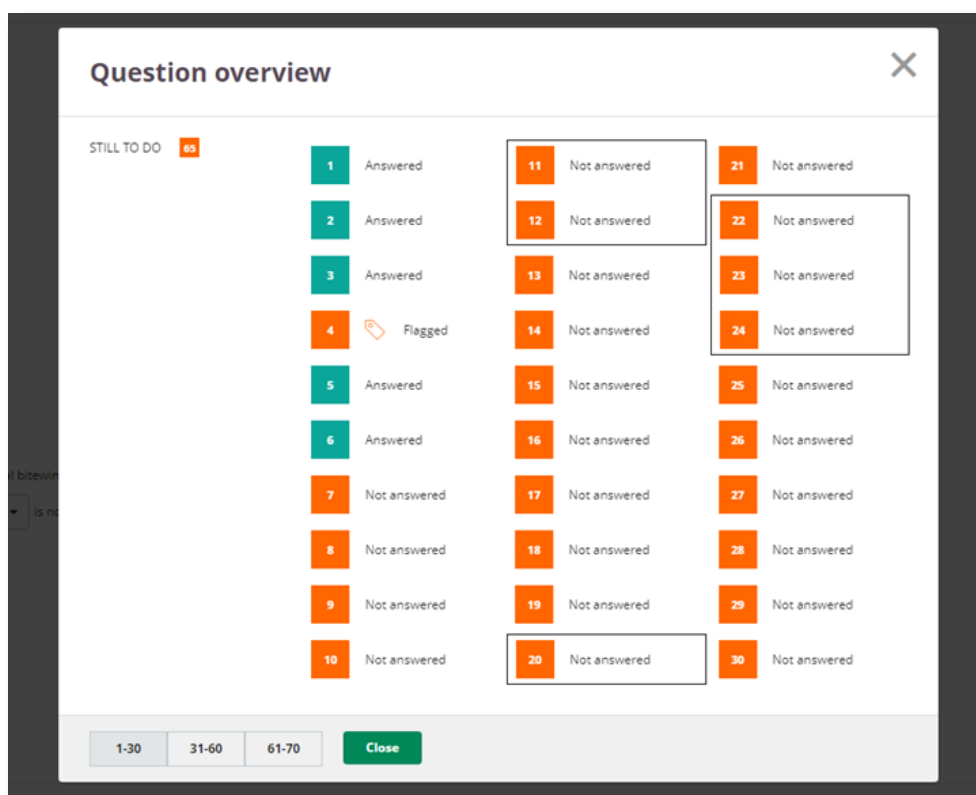 Question overview
STILL TO DO 65
1 Answered
2 Answered
3 Answered
4 Flagged
5 Answered
6 Answered
7 Not answered
8 Not answered
9 Not answered
10 Not answered
11 Not answered
12 Not answered
13 Not answered
14 Not answered
15 Not answered
16 Not answered
17 Not answered
18 Not answered
19 Not answered
20 Not answered
21 Not answered
22 Not answered
23 Not answered
24 Not answered
25 Not answered
26 Not answered
27 Not answered
28 Not answered
29 Not answered
30 Not answered
is
1-30 31-60 61-70 Close